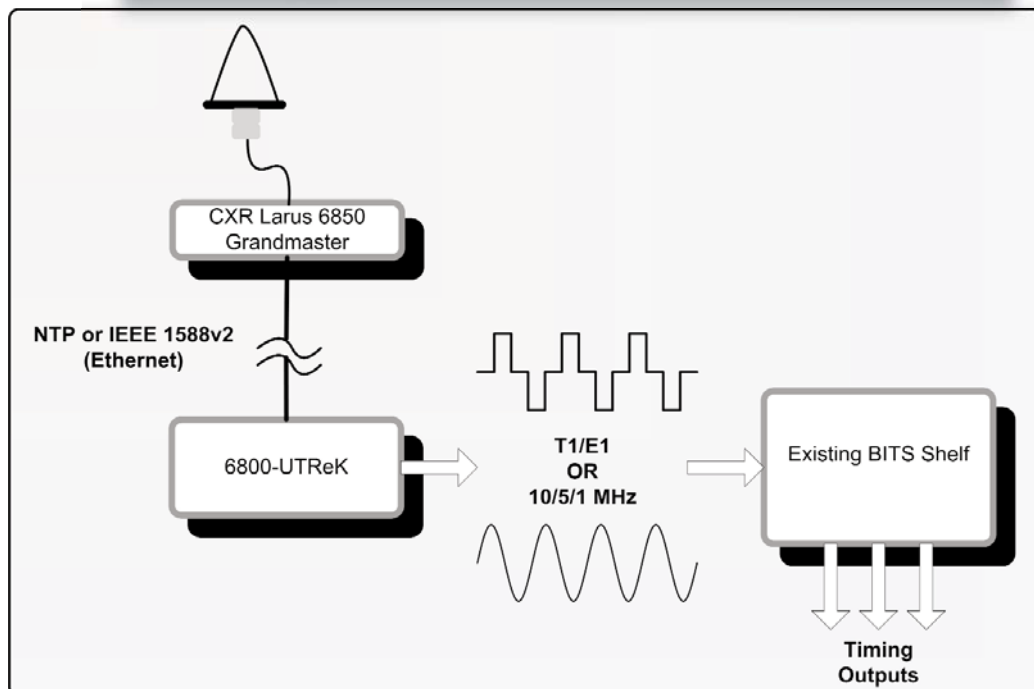 CXR Larus 6850
Grandmaster
NTP or IEEE 1588v2
(Ethernet)
6800-UTReK
T1/E1
OR
10/5/1 MHz
Existing BITS Shelf
Timing
Outputs